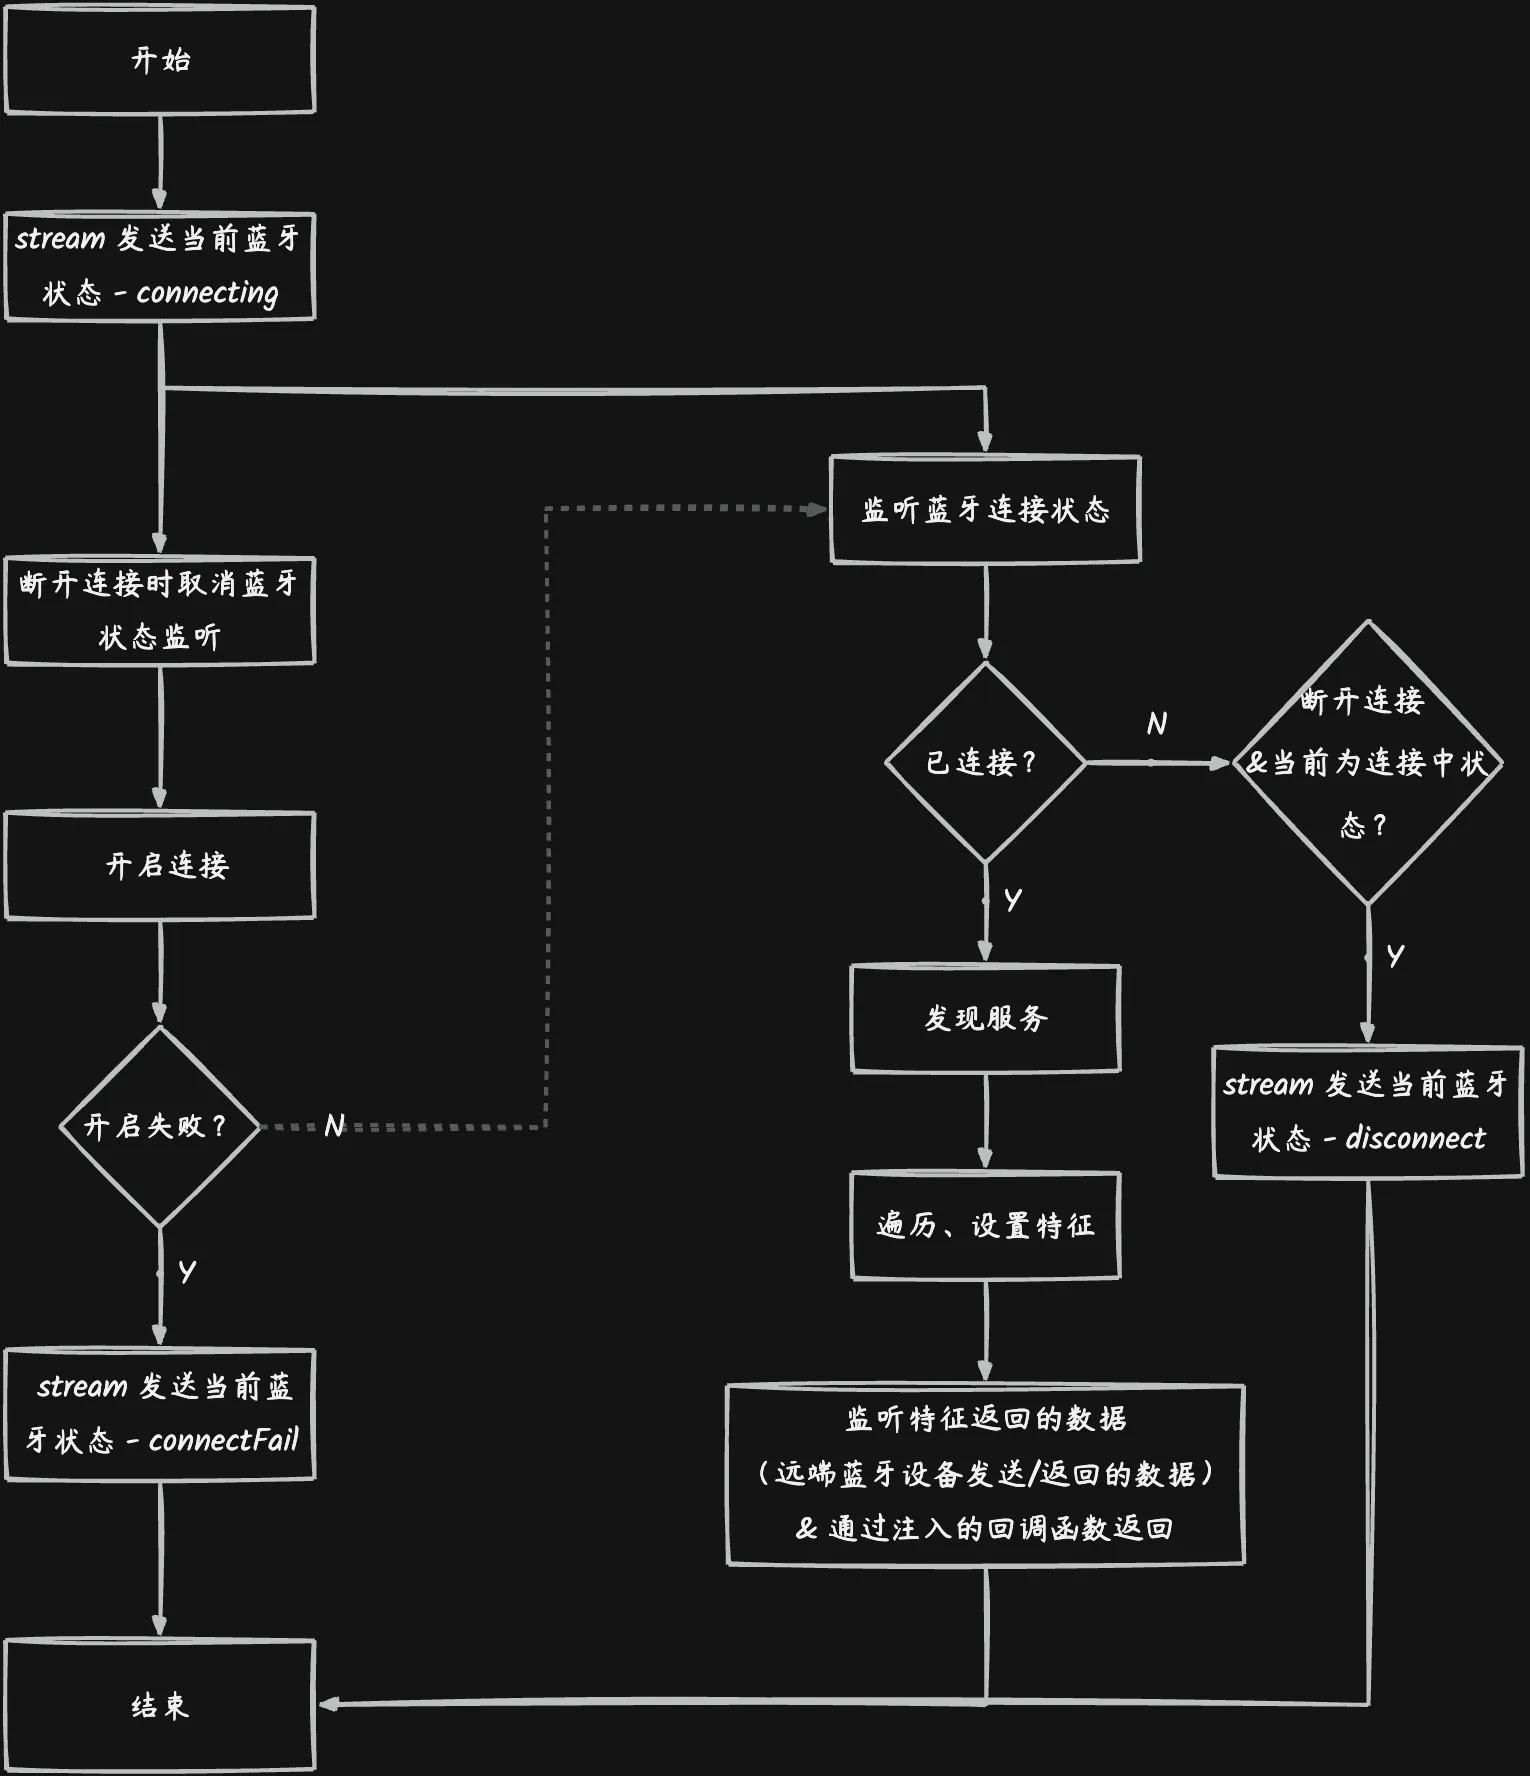 开始
stream 发送当前蓝牙
状态 - connecting
断开连接时取消蓝牙
状态监听
开启连接
开启失败？
N
Y
stream 发送当前蓝
牙状态 - connectFail
结束
监听蓝牙连接状态
已连接？
N
Y
断开连接
&当前为连接中状
态？
Y
stream 发送当前蓝牙
状态 - disconnect
发现服务
遍历、设置特征
监听特征返回的数据
（远端蓝牙设备发送/返回的数据）
& 通过注入的回调函数返回